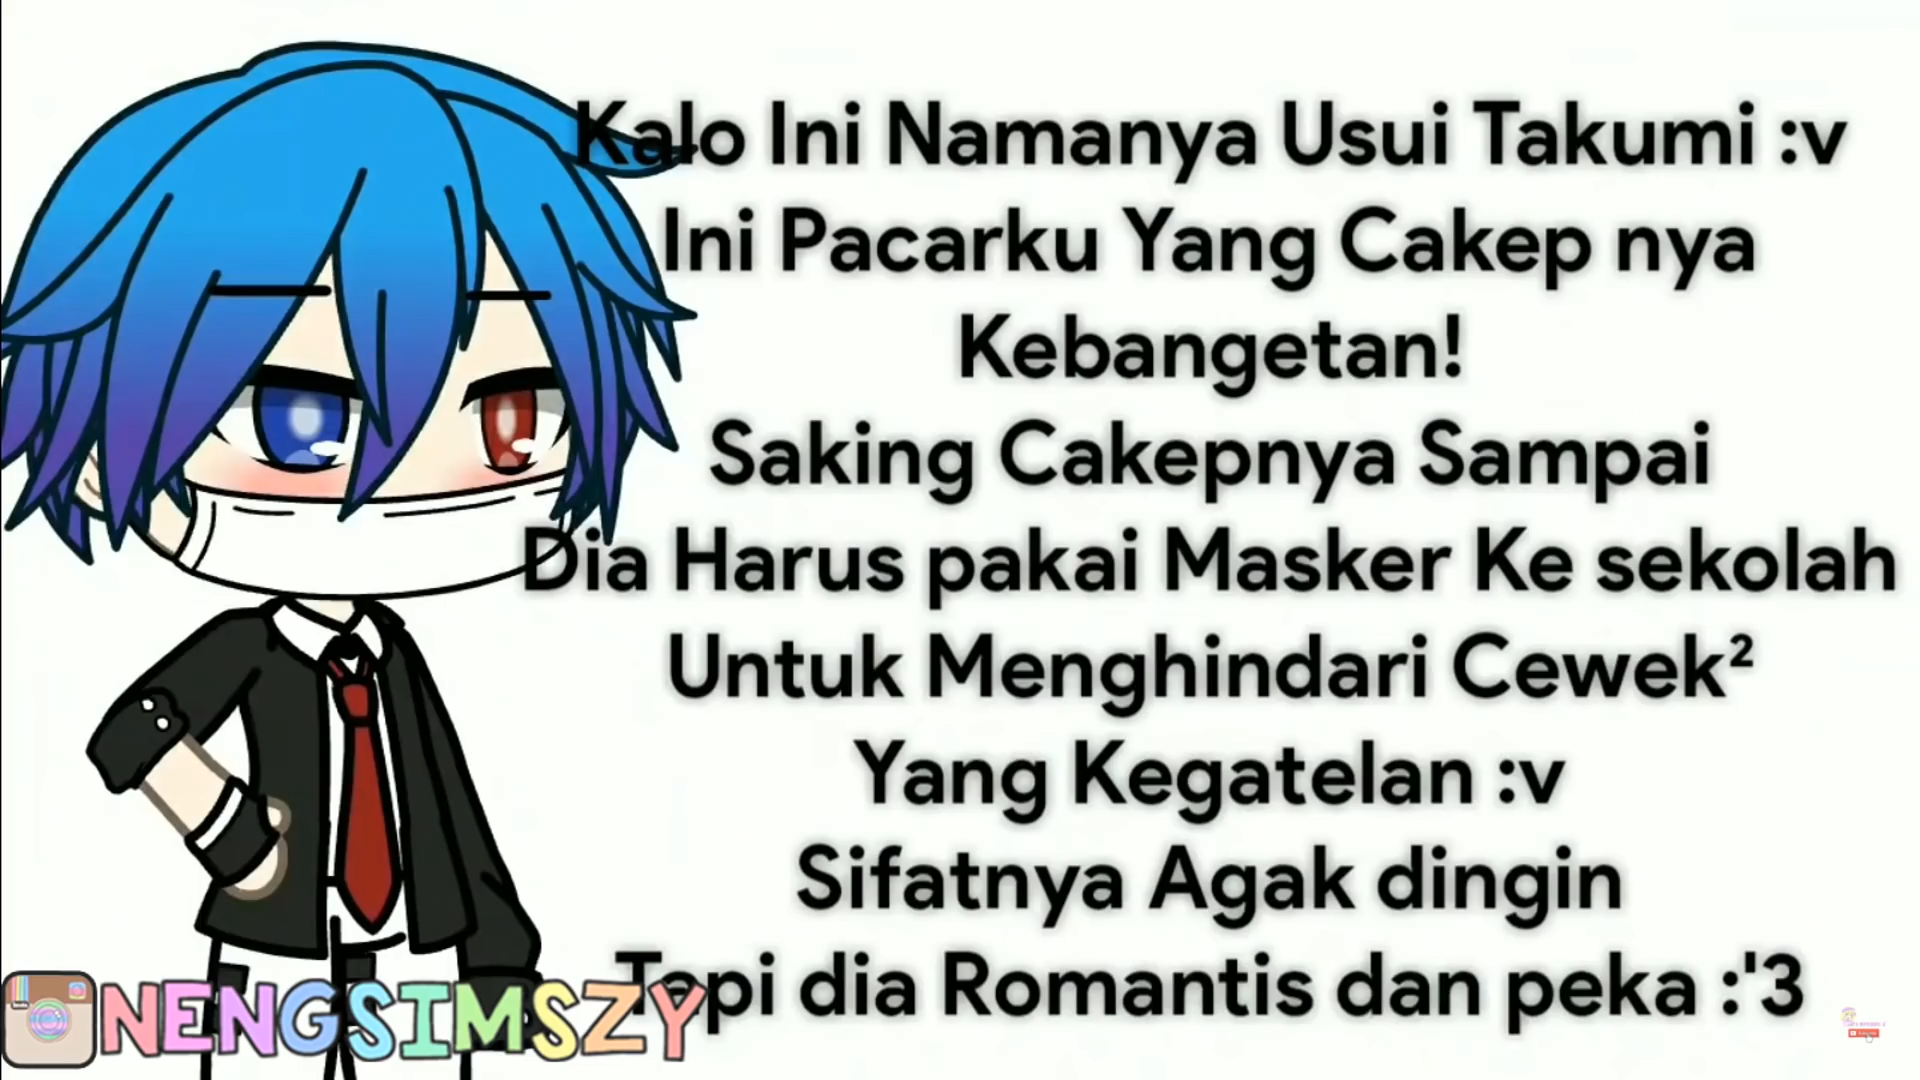 Kalo Ini Namanya Usui Takumi :v
Ini Pacarku Yang Cakep nya
Kebangetan!
Saking Cakepnya Sampai
Dia Harus pakai Masker Ke sekolah
Untuk Menghindari Cewek²
Yang Kegatelan :v
Sifatnya Agak dingin
Tapi dia Romantis dan peka :'3
NENGSIMSZY